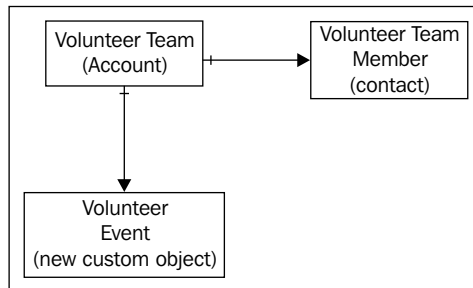 Volunteer Team
(Account)
Volunteer Team
Member
(contact)
Volunteer
Event
(new custom object)